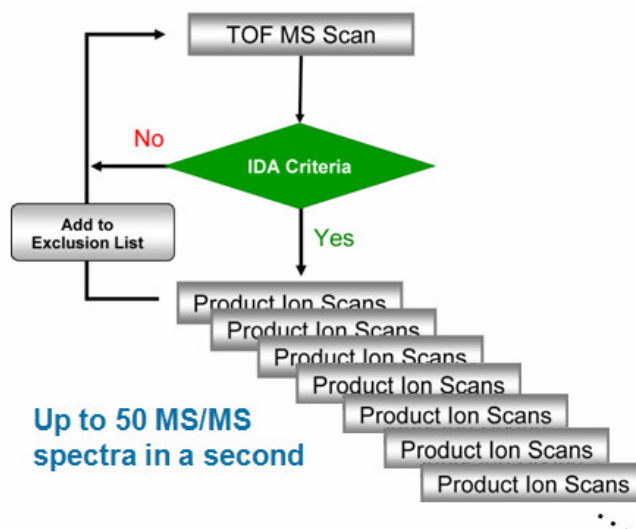 TOF MS Scan
No
IDA Criteria
Add to
Exclusion List
Yes
Product Ion Scans
Product Ion Scans
Product Ion Scans
Product Ion Scans
Product Ion Scans
Product Ion Scans
Product Ion Scans
Up to 50 MS/MS
spectra in a second